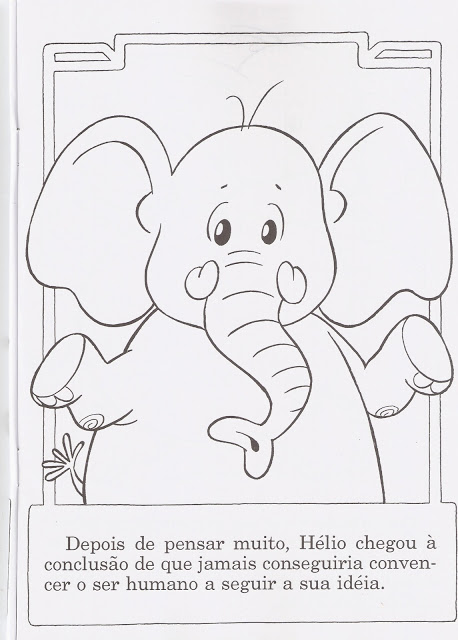 Depois de pensar muito, Hélio chegou à
conclusão de que jamais conseguiria conven-
cer o ser humano a seguir a sua idéia.